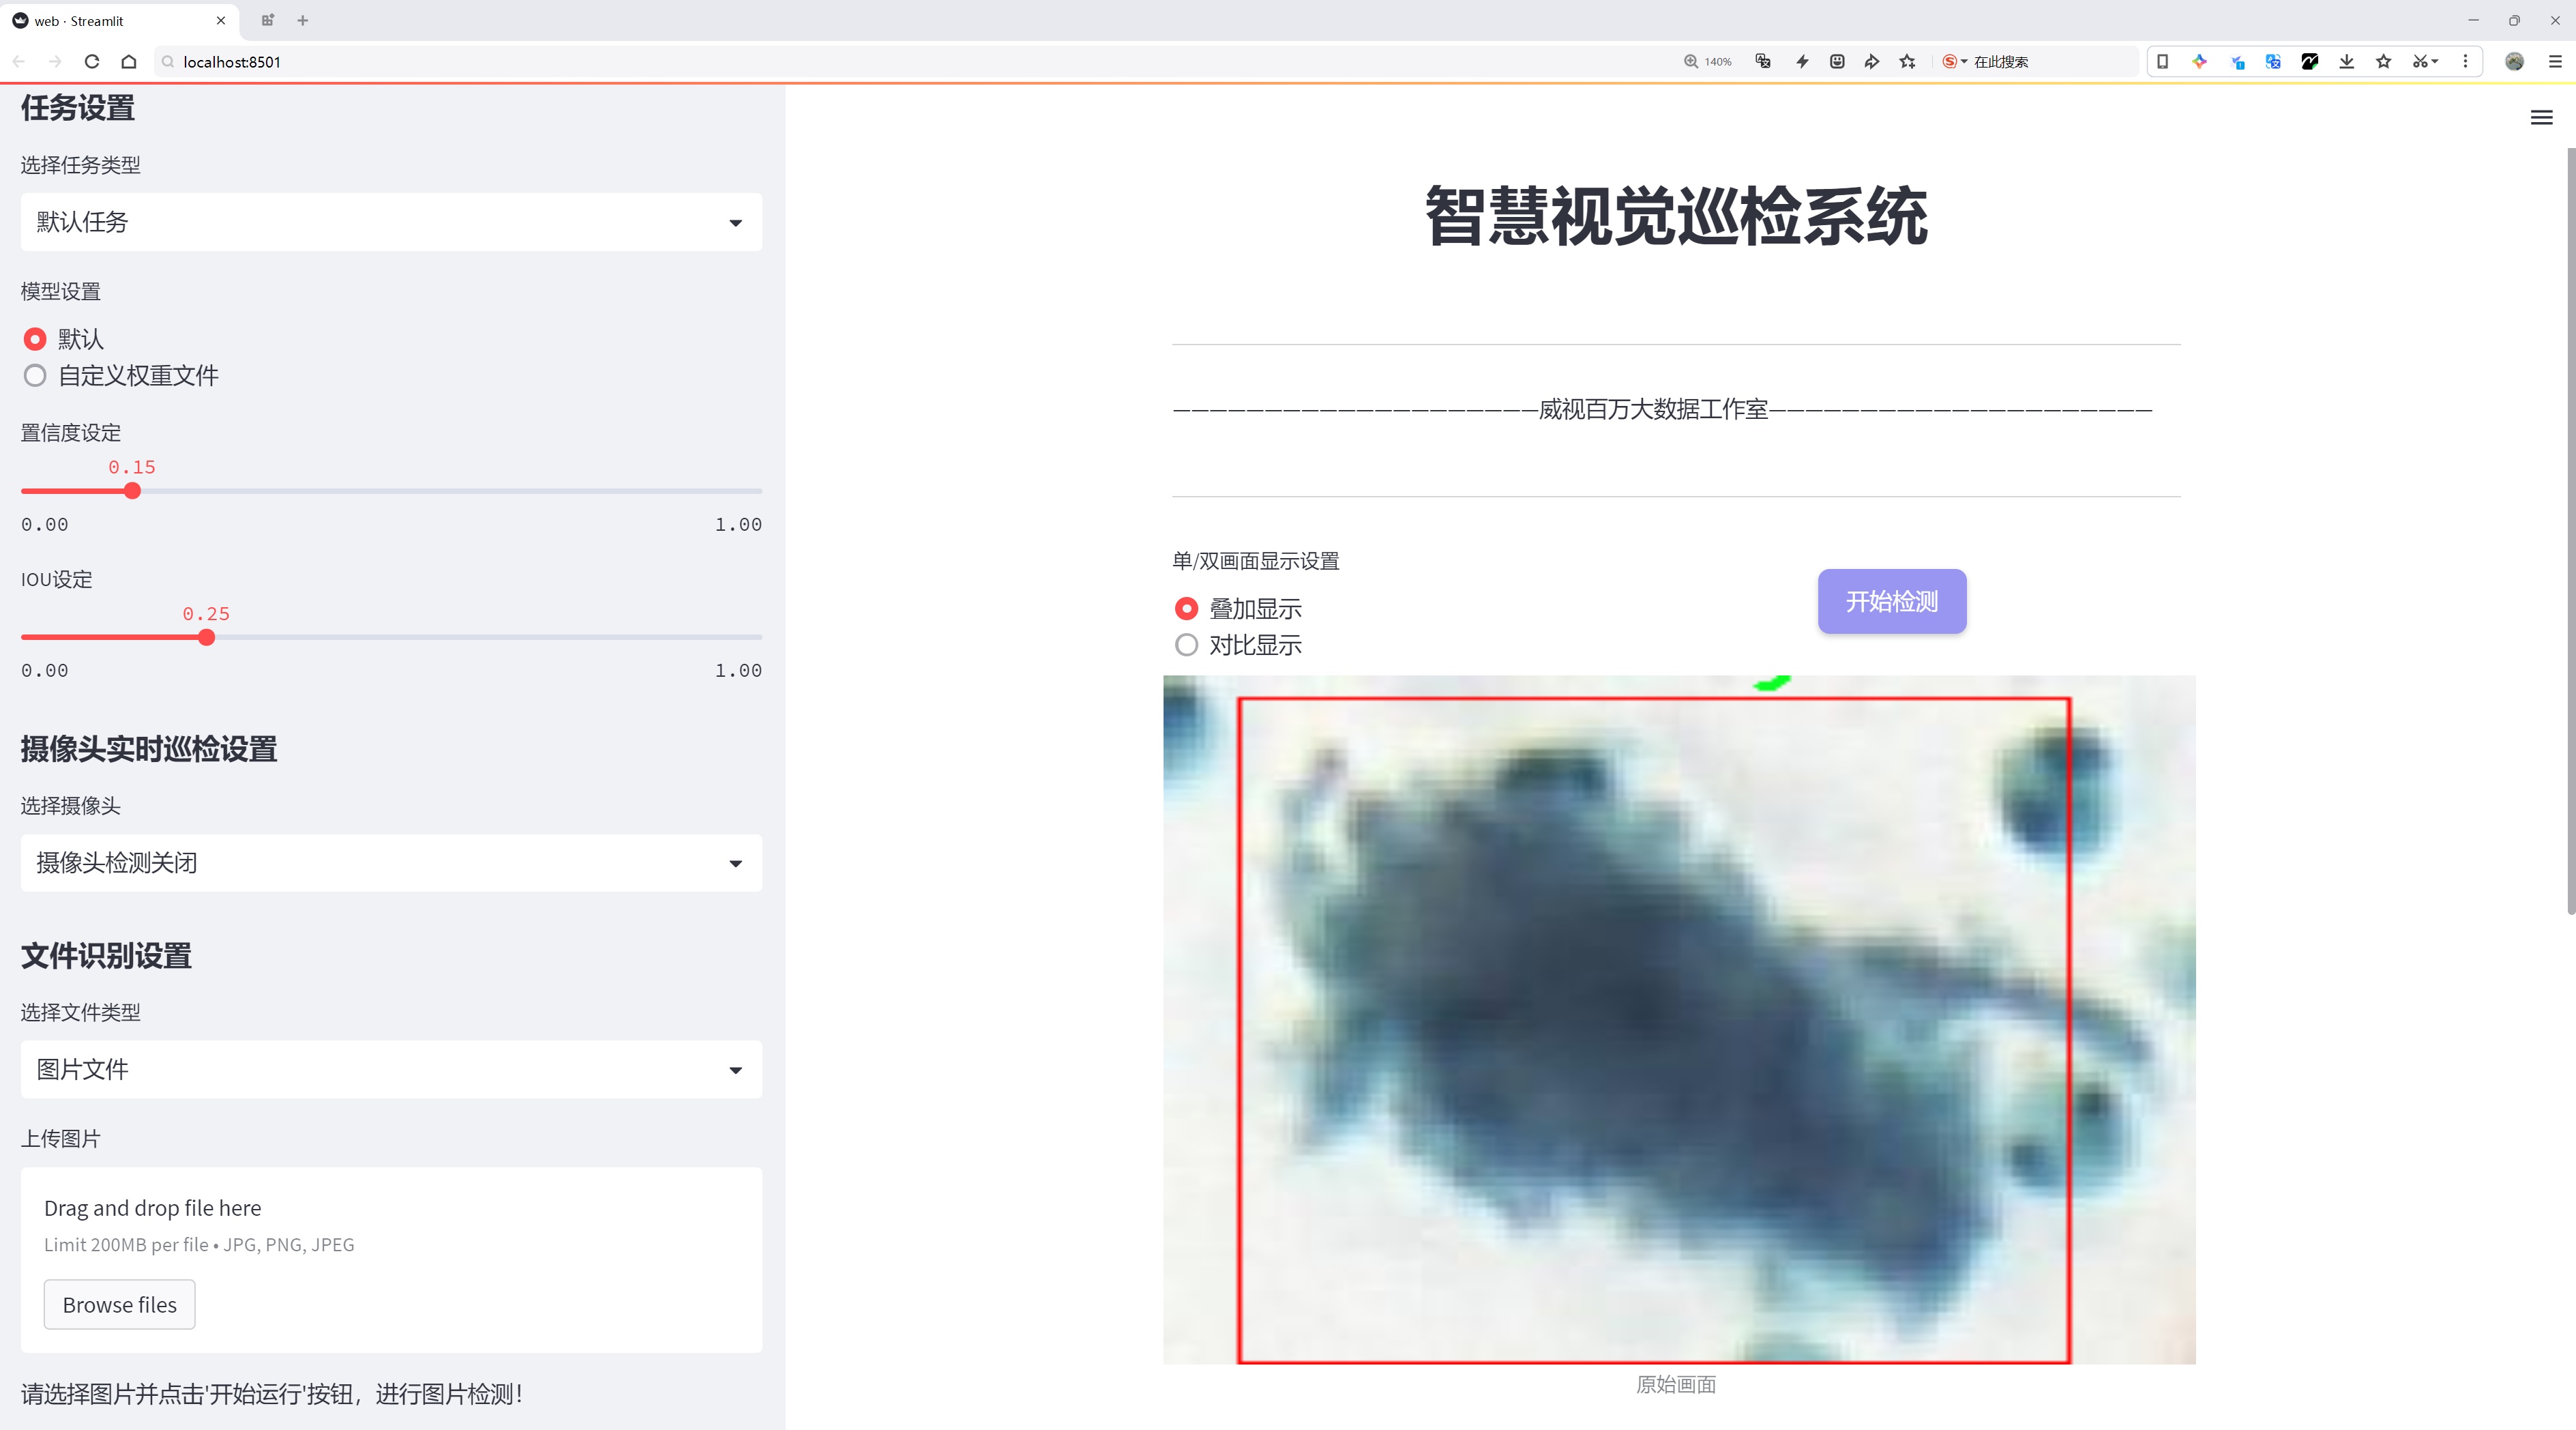 web · Streamlit
localhost:8501
140%
在此搜索
任务设置
选择任务类型
默认任务
模型设置
默认
自定义权重文件
置信度设定
0.15
0.00 1.00
IOU设定
0.25
0.00 1.00
摄像头实时巡检设置
选择摄像头
摄像头检测关闭
文件识别设置
选择文件类型
图片文件
上传图片
Drag and drop file here
Limit 200MB per file • JPG, PNG, JPEG
Browse files
请选择图片并点击'开始运行'按钮，进行图片检测！
智慧视觉巡检系统
————————————————————威视百万大数据工作室—————————————————————
单/双画面显示设置
叠加显示
对比显示
开始检测
原始画面